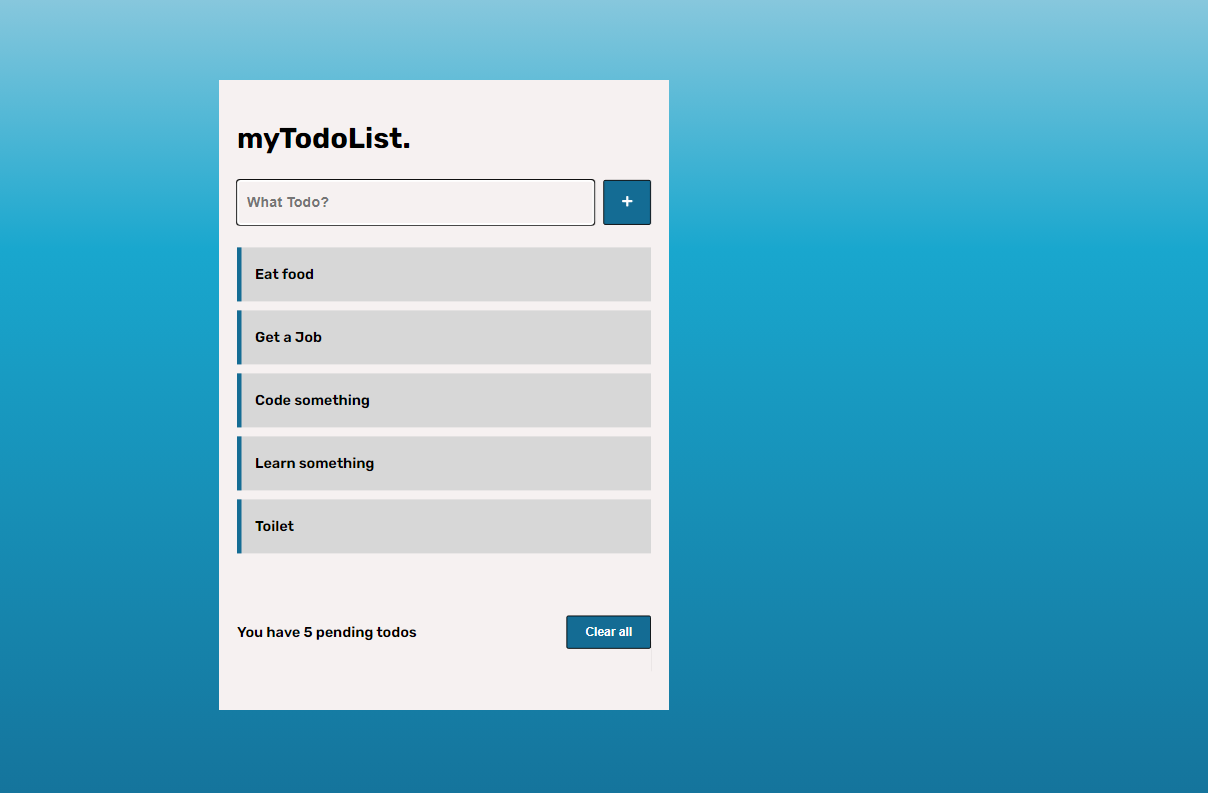 myTodoList.
What Todo?
+
Eat food
Get a Job
Code something
Learn something
Toilet
You have 5 pending todos
Clear all